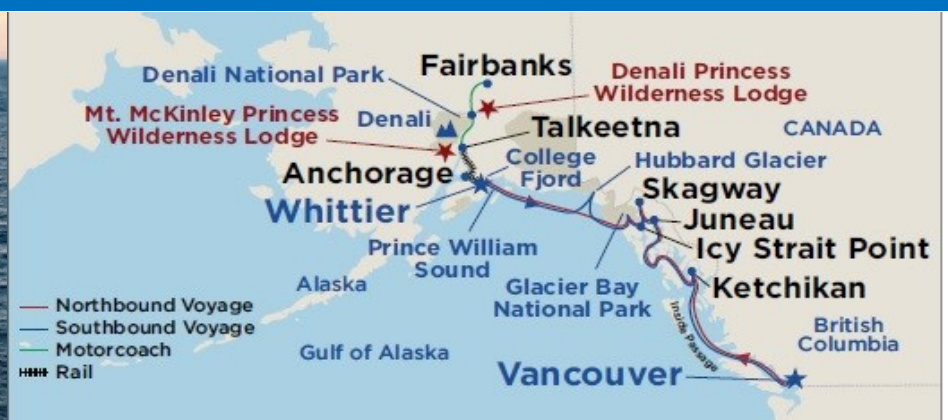 Fairbanks
Denali National Park
Denali Princess
Wilderness Lodge
Mt. McKinley Princess
Wilderness Lodge
Denali
Talkeetna
CANADA
Anchorage
College
Fjord
Hubbard Glacier
Whittier
Skagway
Juneau
Icy Strait Point
Prince William
Sound
Alaska
Glacier Bay
National Park
Ketchikan
Northbound Voyage
Southbound Voyage
Motorcoach
Rail
Gulf of Alaska
Inside Passage
British
Columbia
Vancouver